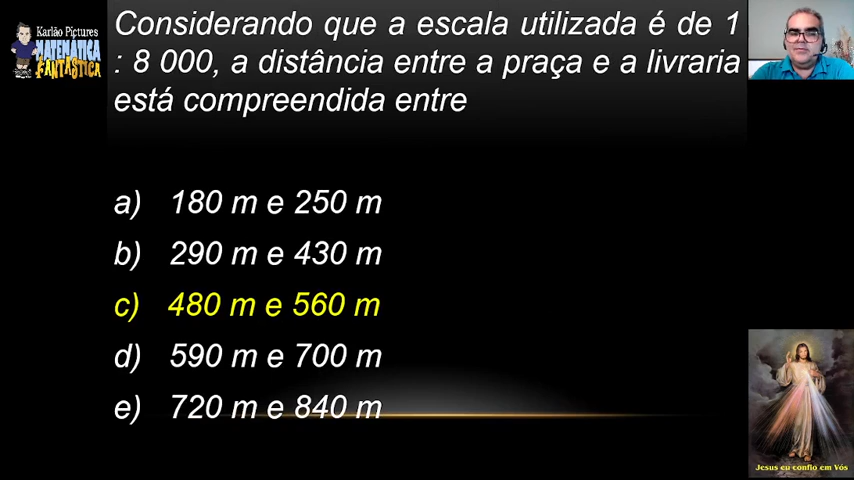 Karlão Pictures
MATEMÁTICA
FANTÁSTICA
Considerando que a escala utilizada é de 1
: 8 000, a distância entre a praça e a livraria
está compreendida entre
a) 180 m e 250 m
b) 290 m e 430 m
c) 480 m e 560 m
d) 590 m e 700 m
e) 720 m e 840 m
Jesus eu confio em Vós